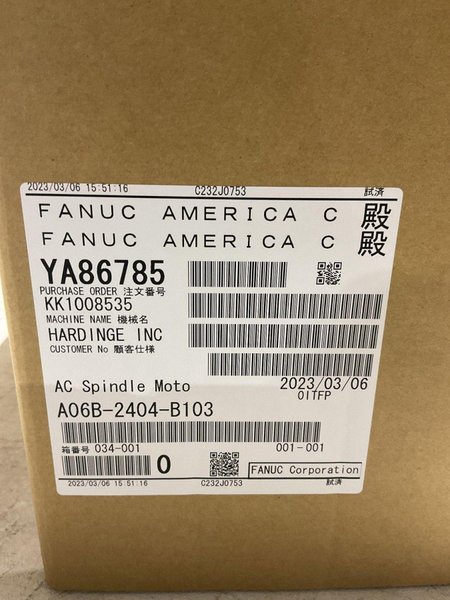 2023/03/06 15:51:16 C232J0753 試済
FANUC AMERICA C 殿
FANUC AMERICA C 殿
YA86785
PURCHASE ORDER 注文番号
KK1008535
MACHINE NAME 機械名
HARDINGE INC
CUSTOMER No 顧客仕様
AC Spindle Moto 2023/03/06
0ITFP
A06B-2404-B103
箱番号 034-001 001-001
0 FANUC Corporation
2023/03/06 15:51:16 C232J0753 試済